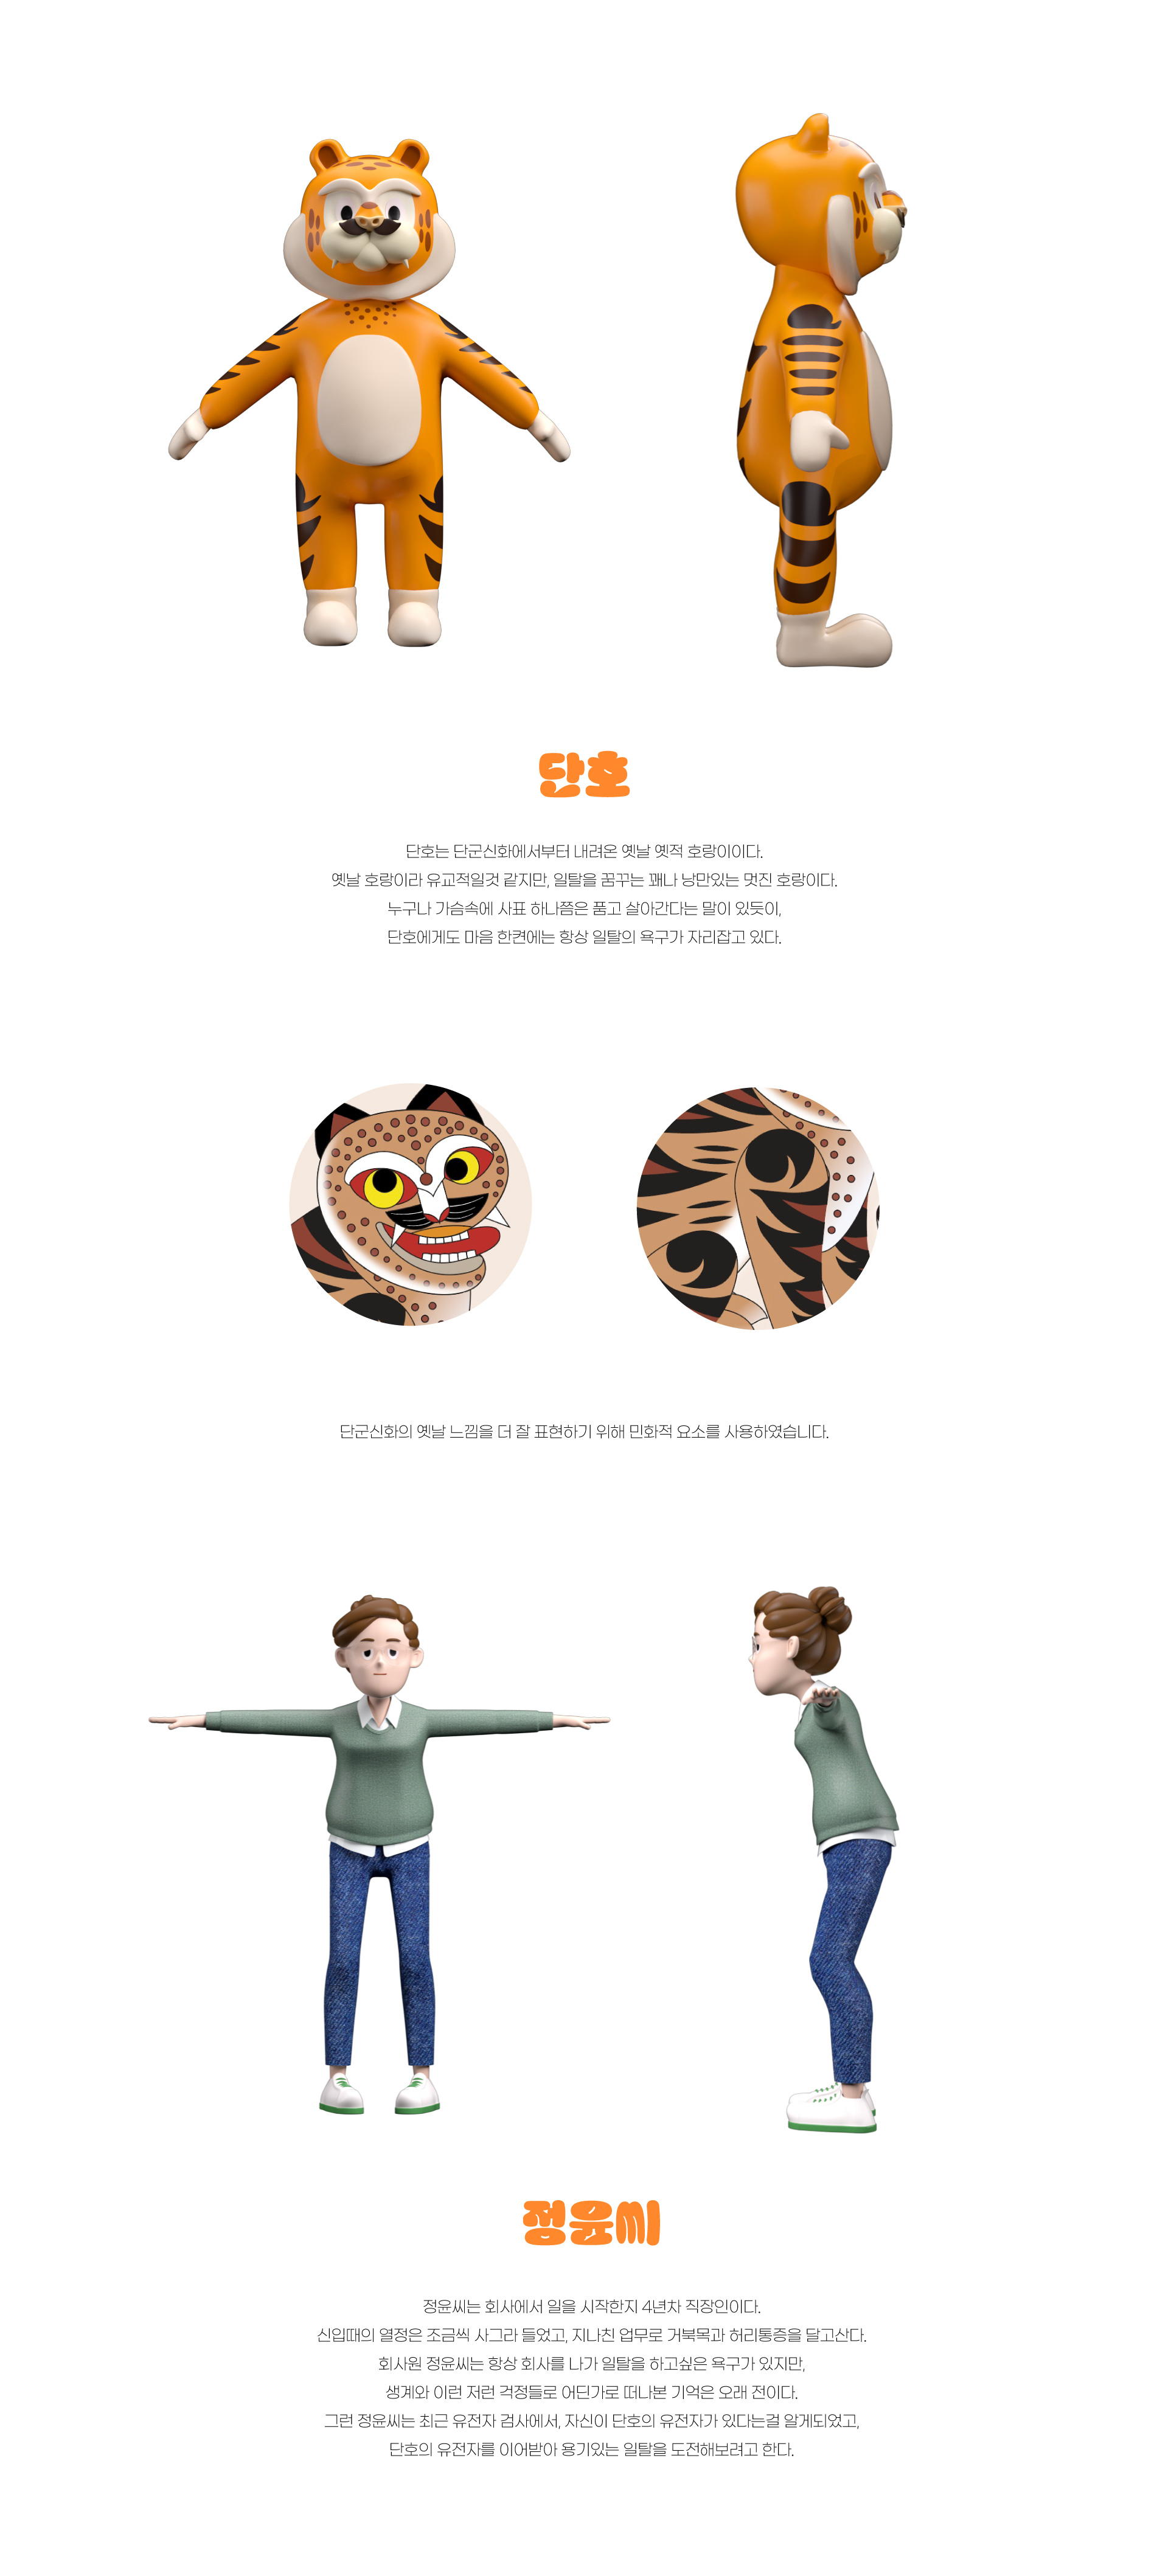 단호
단호는 단군신화에서부터 내려온 옛날 옛적 호랑이이다.
옛날 호랑이라 유교적일것 같지만, 일탈을 꿈꾸는 꽤나 낭만있는 멋진 호랑이다.
누구나 가슴속에 사표 하나쯤은 품고 살아간다는 말이 있듯이,
단호에게도 마음 한켠에는 항상 일탈의 욕구가 자리잡고 있다.
단군신화의 옛날 느낌을 더 잘 표현하기 위해 민화적 요소를 사용하였습니다.
정윤씨
정윤씨는 회사에서 일을 시작한지 4년차 직장인이다.
신입때의 열정은 조금씩 사그라 들었고, 지나친 업무로 거북목과 허리통증을 달고산다.
회사원 정윤씨는 항상 회사를 나가 일탈을 하고싶은 욕구가 있지만,
생계와 이런 저런 걱정들로 어딘가로 떠나본 기억은 오래 전이다.
그런 정윤씨는 최근 유전자 검사에서, 자신이 단호의 유전자가 있다는걸 알게되었고,
단호의 유전자를 이어받아 용기있는 일탈을 도전해보려고 한다.